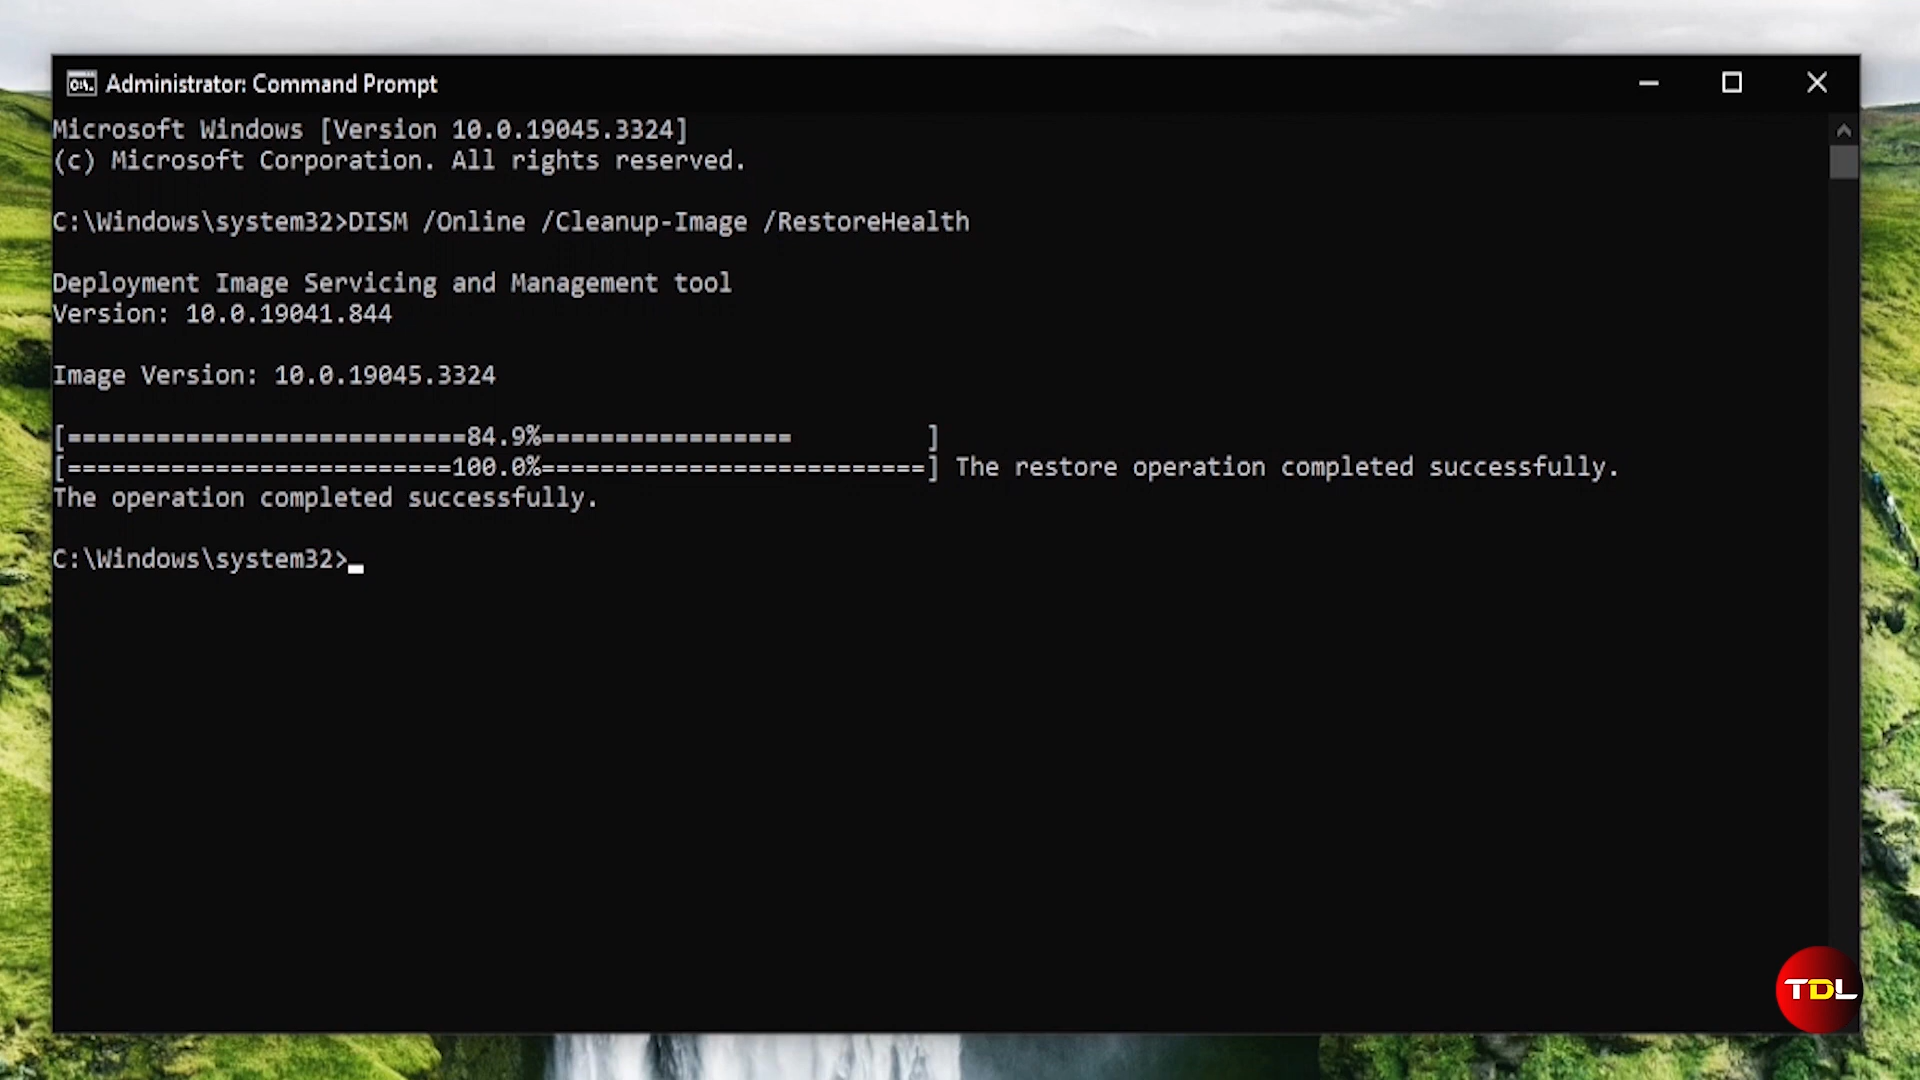 Administrator: Command Prompt
Microsoft Windows [Version 10.0.19045.3324]
(c) Microsoft Corporation. All rights reserved.
C:\Windows\system32>DISM /Online /Cleanup-Image /RestoreHealth
Deployment Image Servicing and Management tool
Version: 10.0.19041.844
Image Version: 10.0.19045.3324
[===========================84.9%=================         ]
[==========================100.0%==========================] The restore operation completed successfully.
The operation completed successfully.
C:\Windows\system32>
TDL